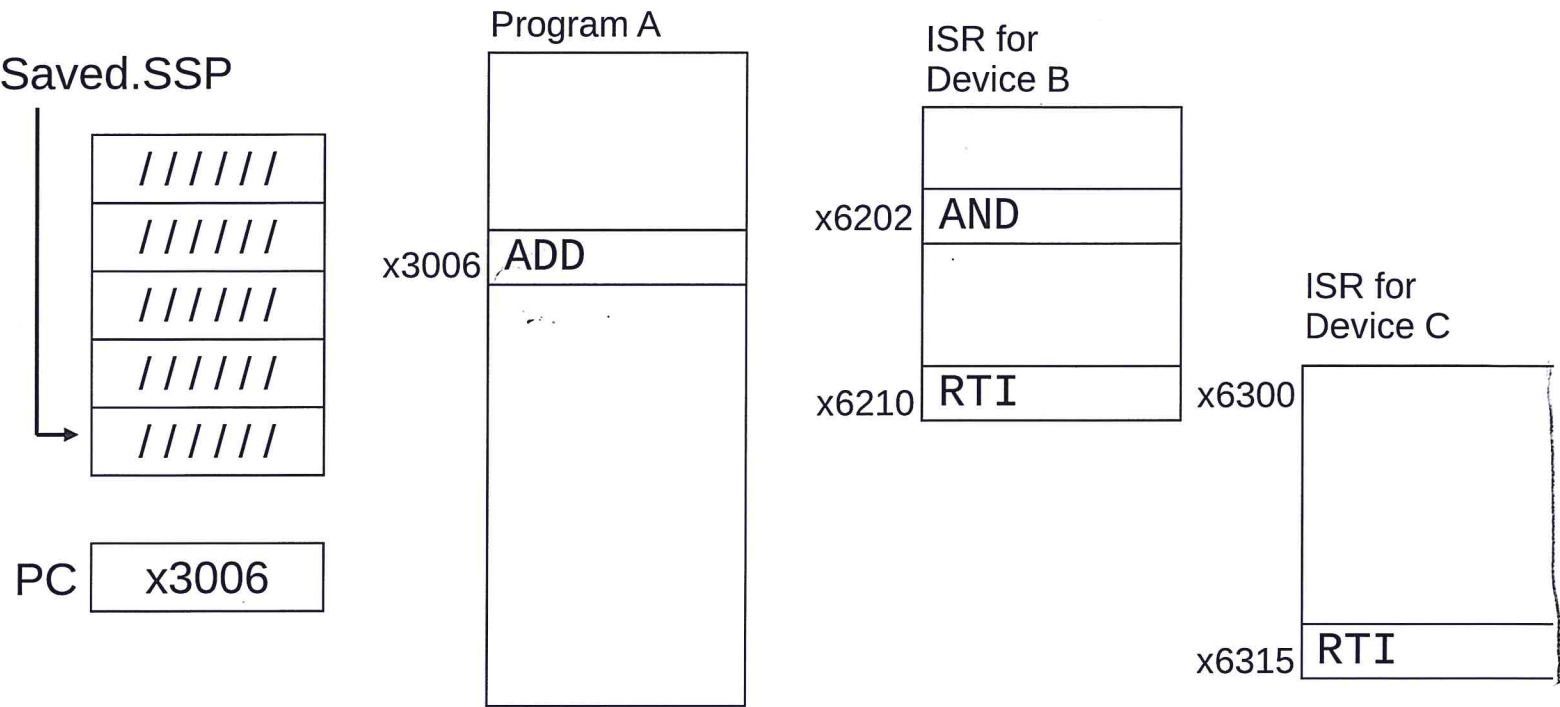 Program A
ISR for
Device B
Saved.SSP
//////
//////
x6202 AND
x3006 ADD
//////
ISR for
Device C
//////
x6210 RTI
x6300
//////
PC x3006
x6315 RTI